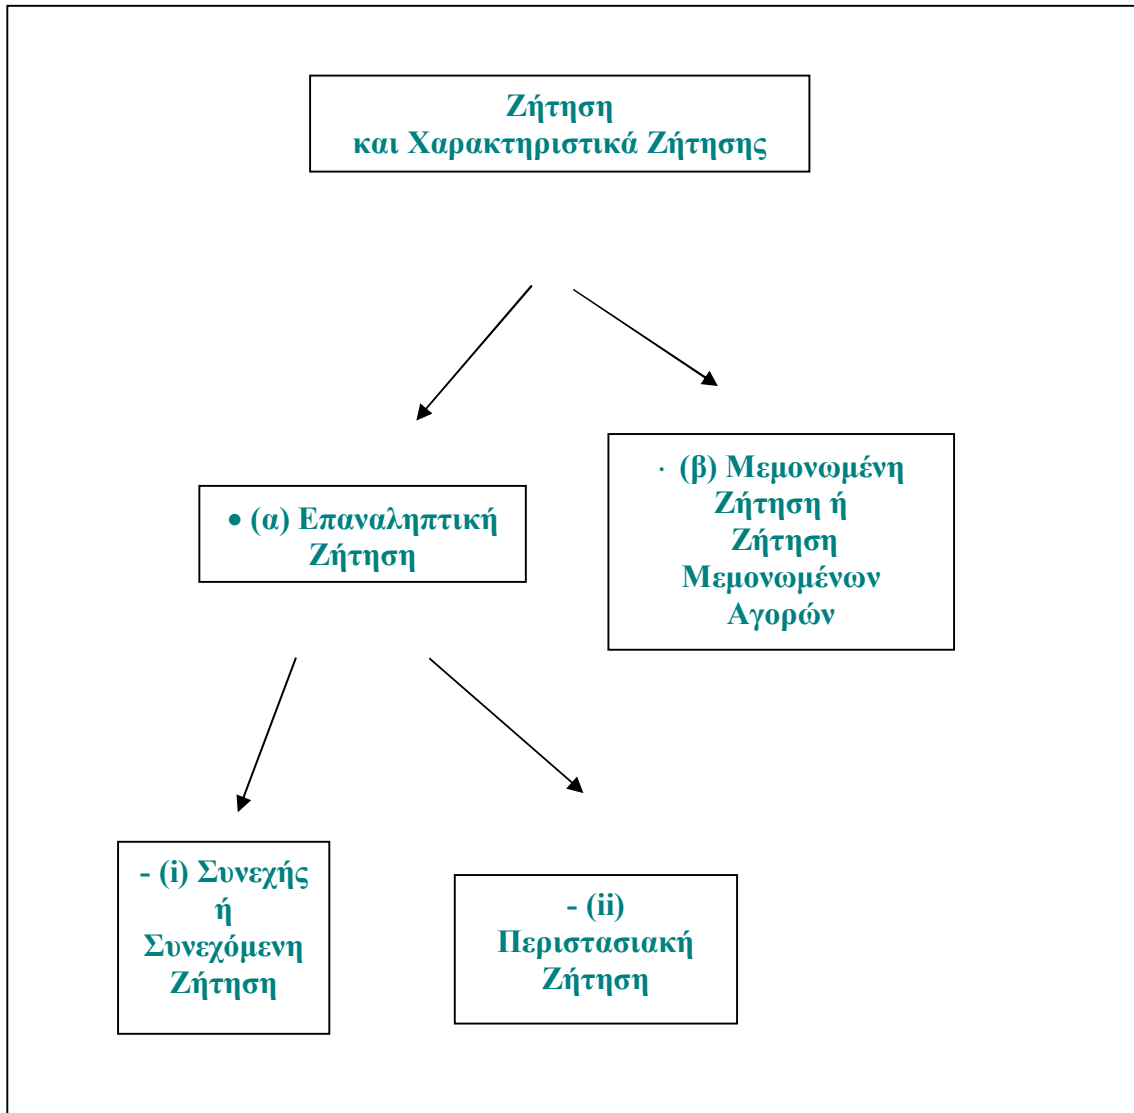 Ζήτηση
και Χαρακτηριστικά Ζήτησης
• (α) Επαναληπτική
Ζήτηση
· (β) Μεμονωμένη
Ζήτηση ή
Ζήτηση
Μεμονωμένων
Αγορών
- (i) Συνεχής
ή
Συνεχόμενη
Ζήτηση
- (ii)
Περιστασιακή
Ζήτηση